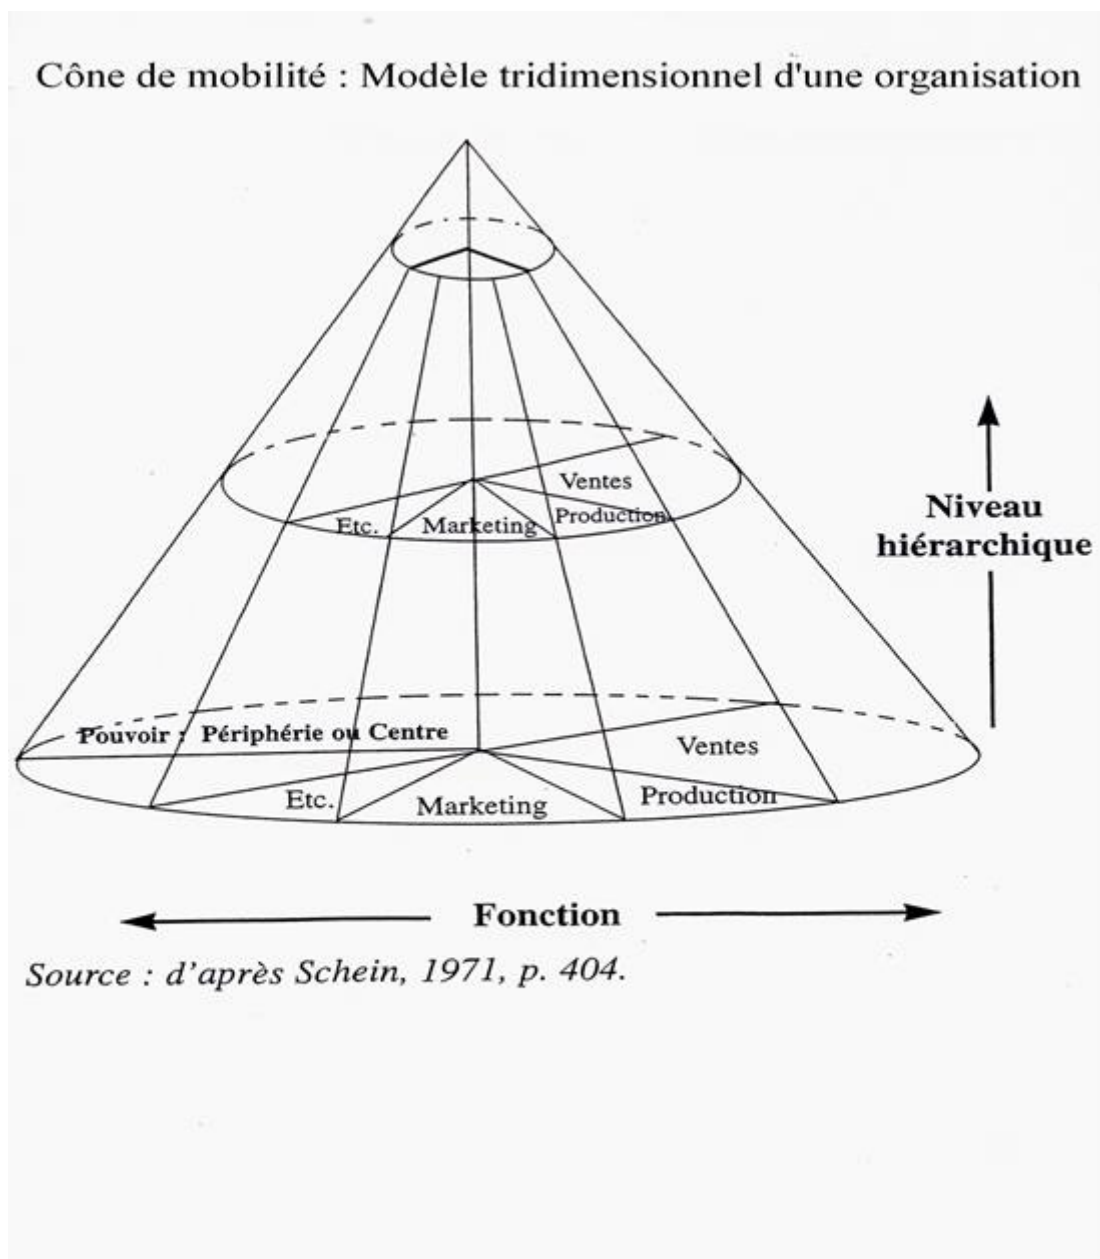 Cône de mobilité : Modèle tridimensionnel d'une organisation
Ventes
Etc.
Marketing
Production
Niveau
hiérarchique
Pouvoir : Périphérie ou Centre
Ventes
Etc.
Marketing
Production
Fonction
Source : d'après Schein, 1971, p. 404.